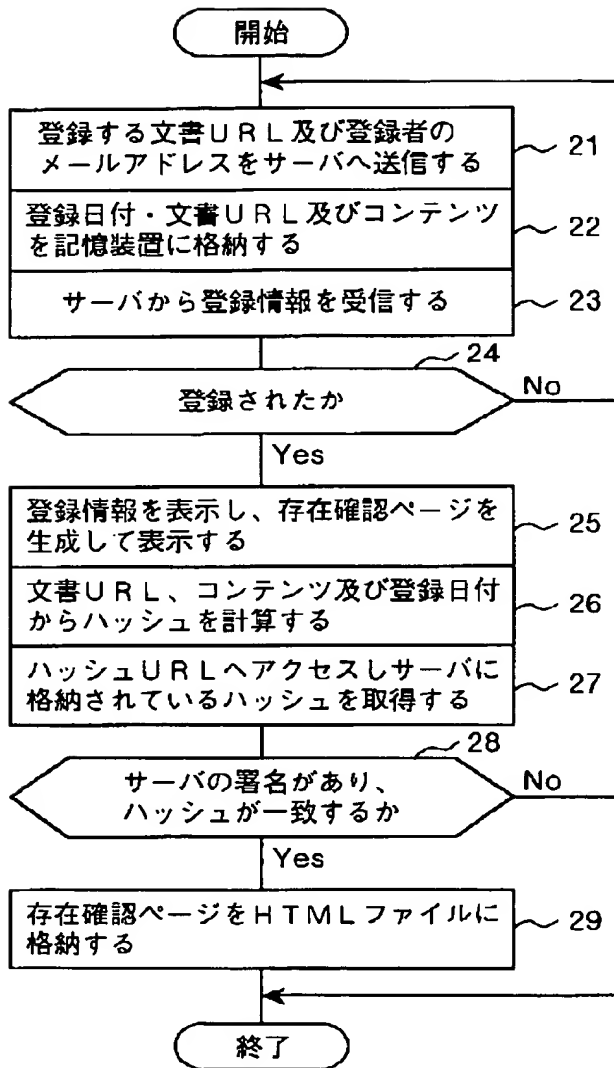 開始
登録する文書URL及び登録者の
メールアドレスをサーバへ送信する
21
登録日付・文書URL及びコンテンツ
を記憶装置に格納する
22
サーバから登録情報を受信する
23
24
登録されたか
No
Yes
登録情報を表示し、存在確認ページを
生成して表示する
25
文書URL、コンテンツ及び登録日付
からハッシュを計算する
26
ハッシュURLへアクセスしサーバに
格納されているハッシュを取得する
27
28
サーバの署名があり、
ハッシュが一致するか
No
Yes
存在確認ページをHTMLファイルに
格納する
29
終了